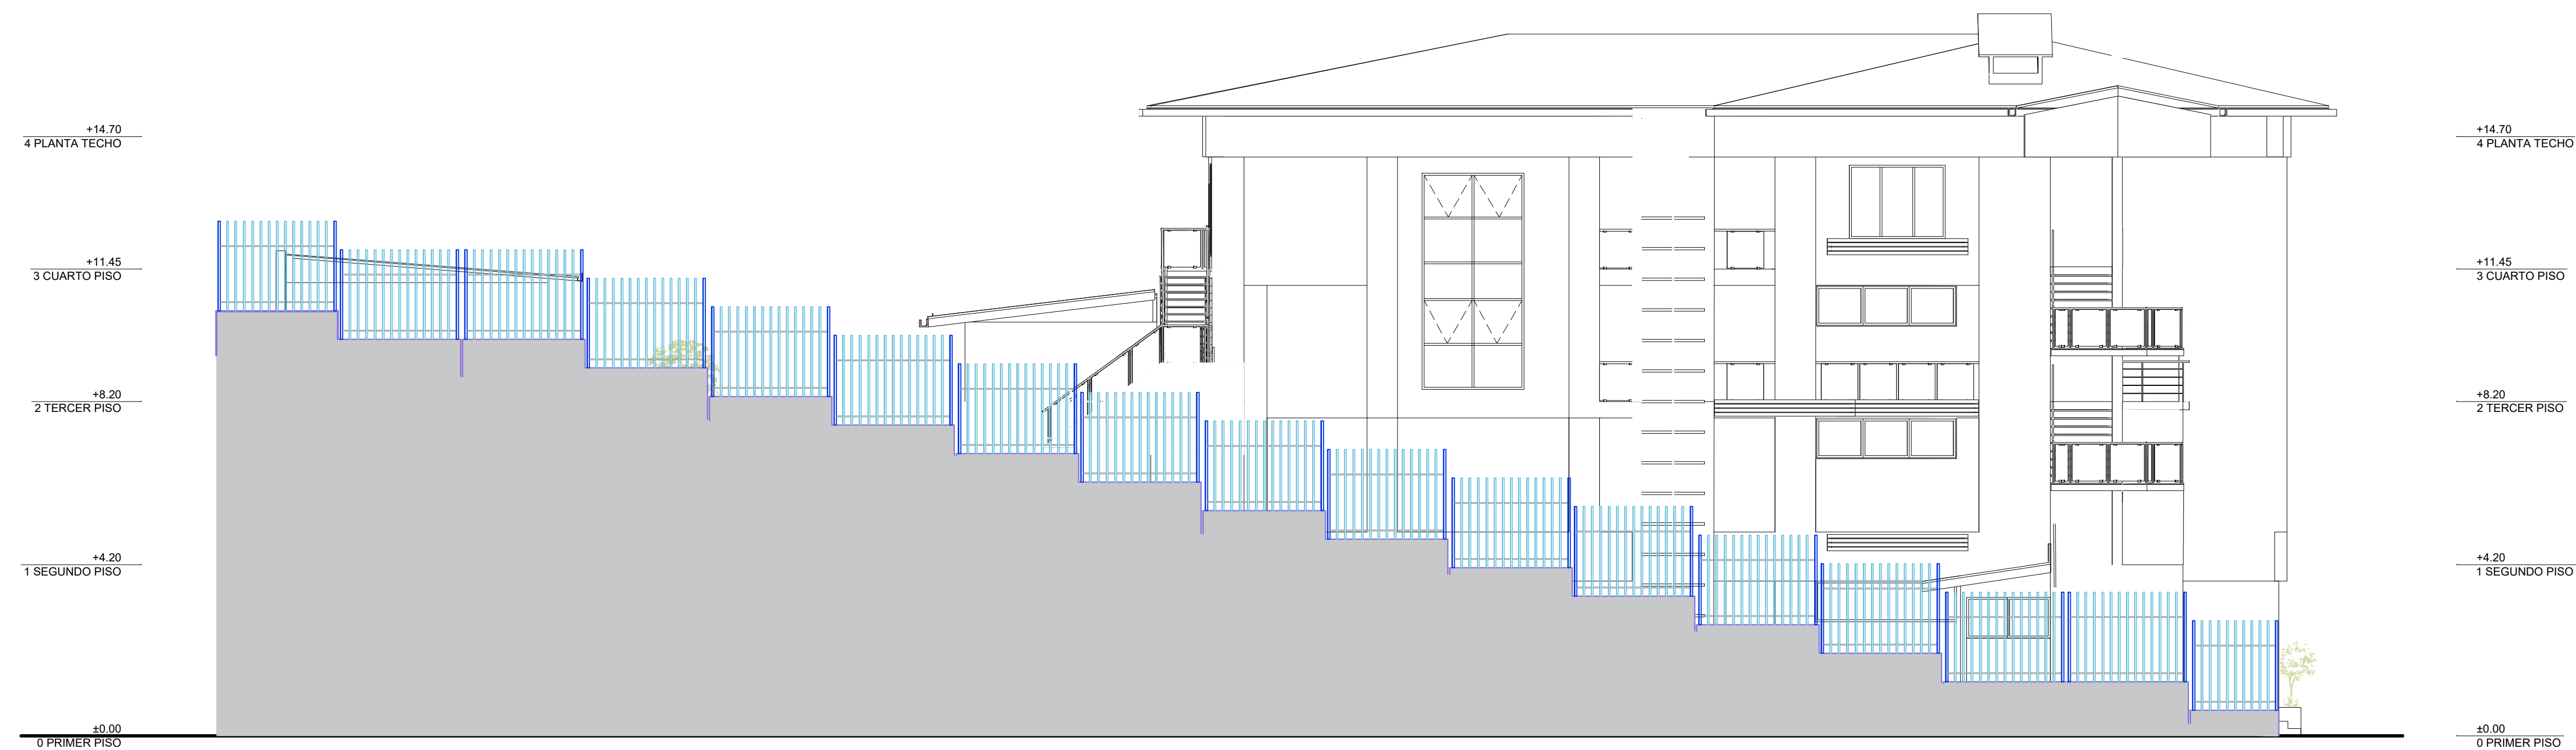 +14.70
4 PLANTA TECHO
+11.45
3 CUARTO PISO
+8.20
2 TERCER PISO
+4.20
1 SEGUNDO PISO
±0.00
0 PRIMER PISO
+14.70
4 PLANTA TECHO
+11.45
3 CUARTO PISO
+8.20
2 TERCER PISO
+4.20
1 SEGUNDO PISO
±0.00
0 PRIMER PISO